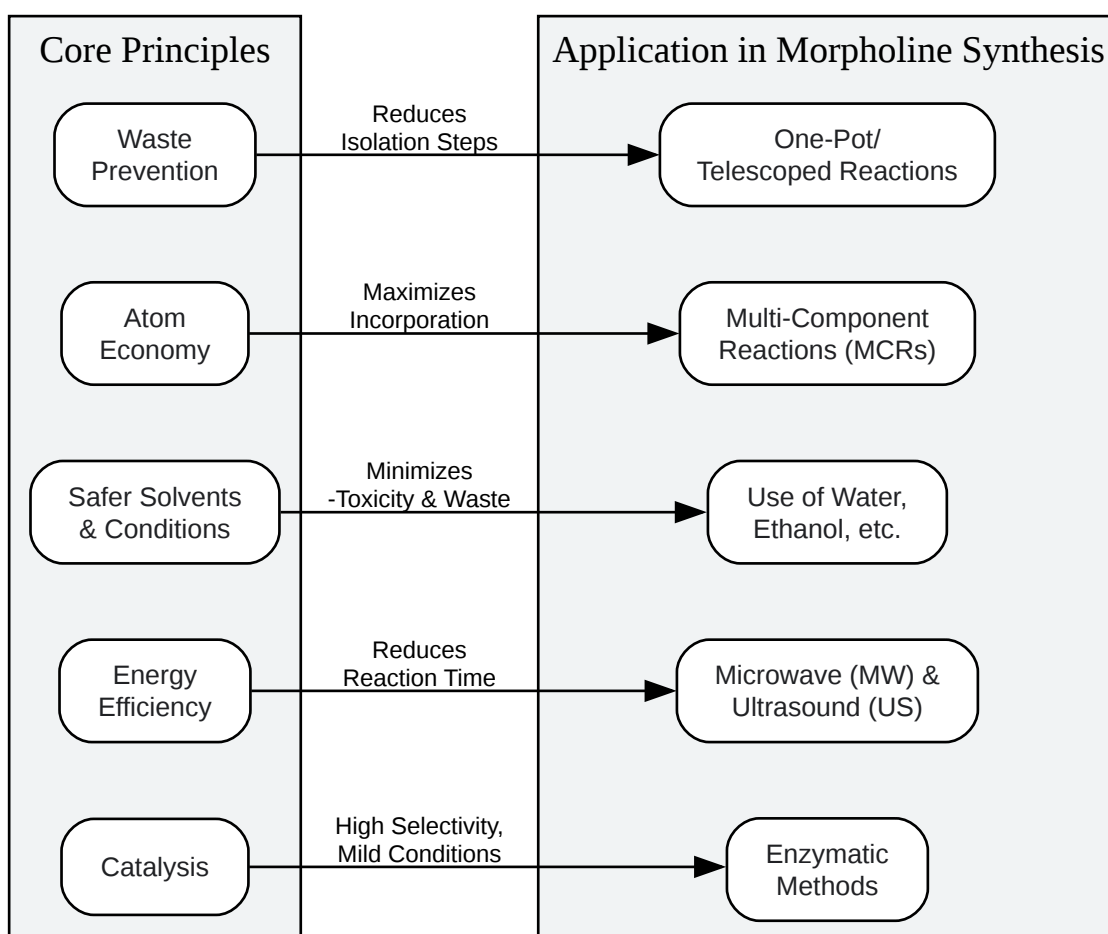 Core Principles
Application in Morpholine Synthesis
Waste
Prevention
Reduces
Isolation Steps
One-Pot/
Telescoped Reactions
Atom
Economy
Maximizes
Incorporation
Multi-Component
Reactions (MCRs)
Safer Solvents
& Conditions
Minimizes
-Toxicity & Waste
Use of Water,
Ethanol, etc.
Energy
Efficiency
Reduces
Reaction Time
Microwave (MW) &
Ultrasound (US)
Catalysis
High Selectivity,
Mild Conditions
Enzymatic
Methods